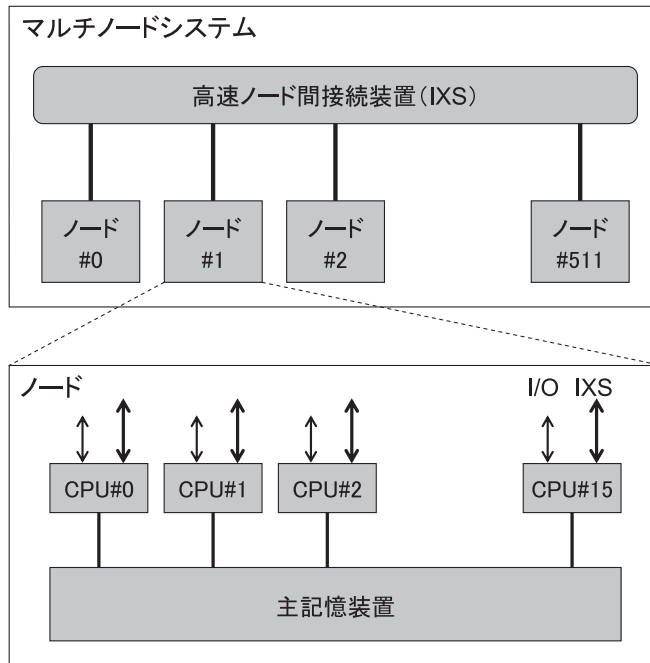 マルチノードシステム
高速ノード間接続装置(IXS)
ノード
#0
ノード
#1
ノード
#2
ノード
#511
ノード
I/O IXS
CPU#0
CPU#1
CPU#2
CPU#15
主記憶装置